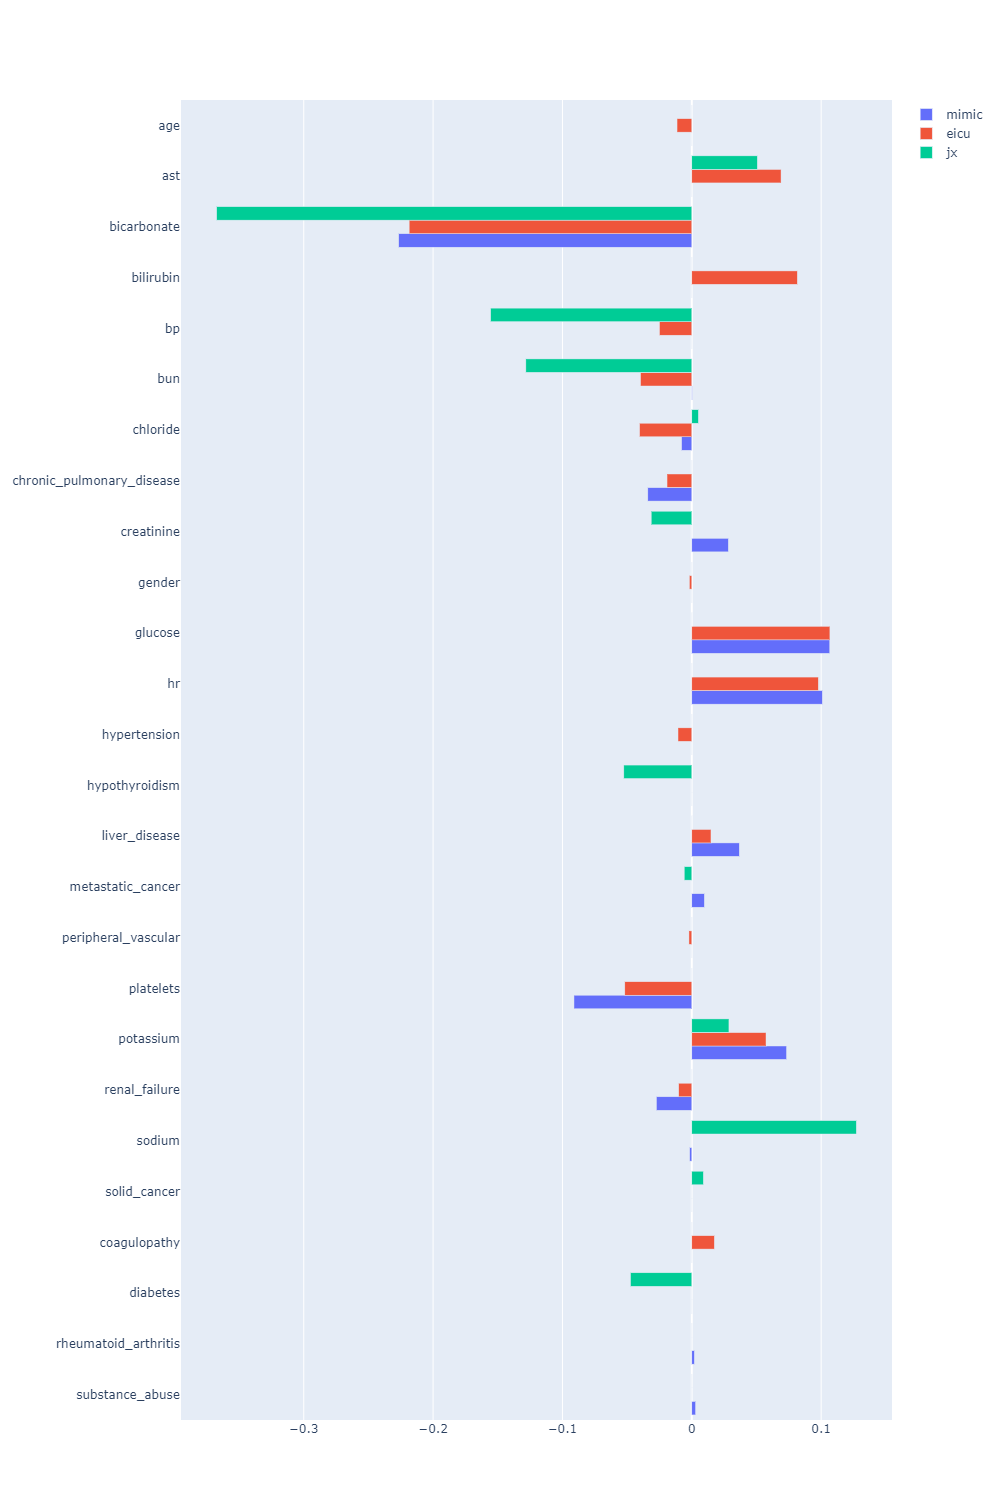 mimic
eicu
jx
age
ast
bicarbonate
bilirubin
bp
bun
chloride
chronic_pulmonary_disease
creatinine
gender
glucose
hr
hypertension
hypothyroidism
liver_disease
metastatic_cancer
peripheral_vascular
platelets
potassium
renal_failure
sodium
solid_cancer
coagulopathy
diabetes
rheumatoid_arthritis
substance_abuse
−0.3 −0.2 −0.1 0 0.1